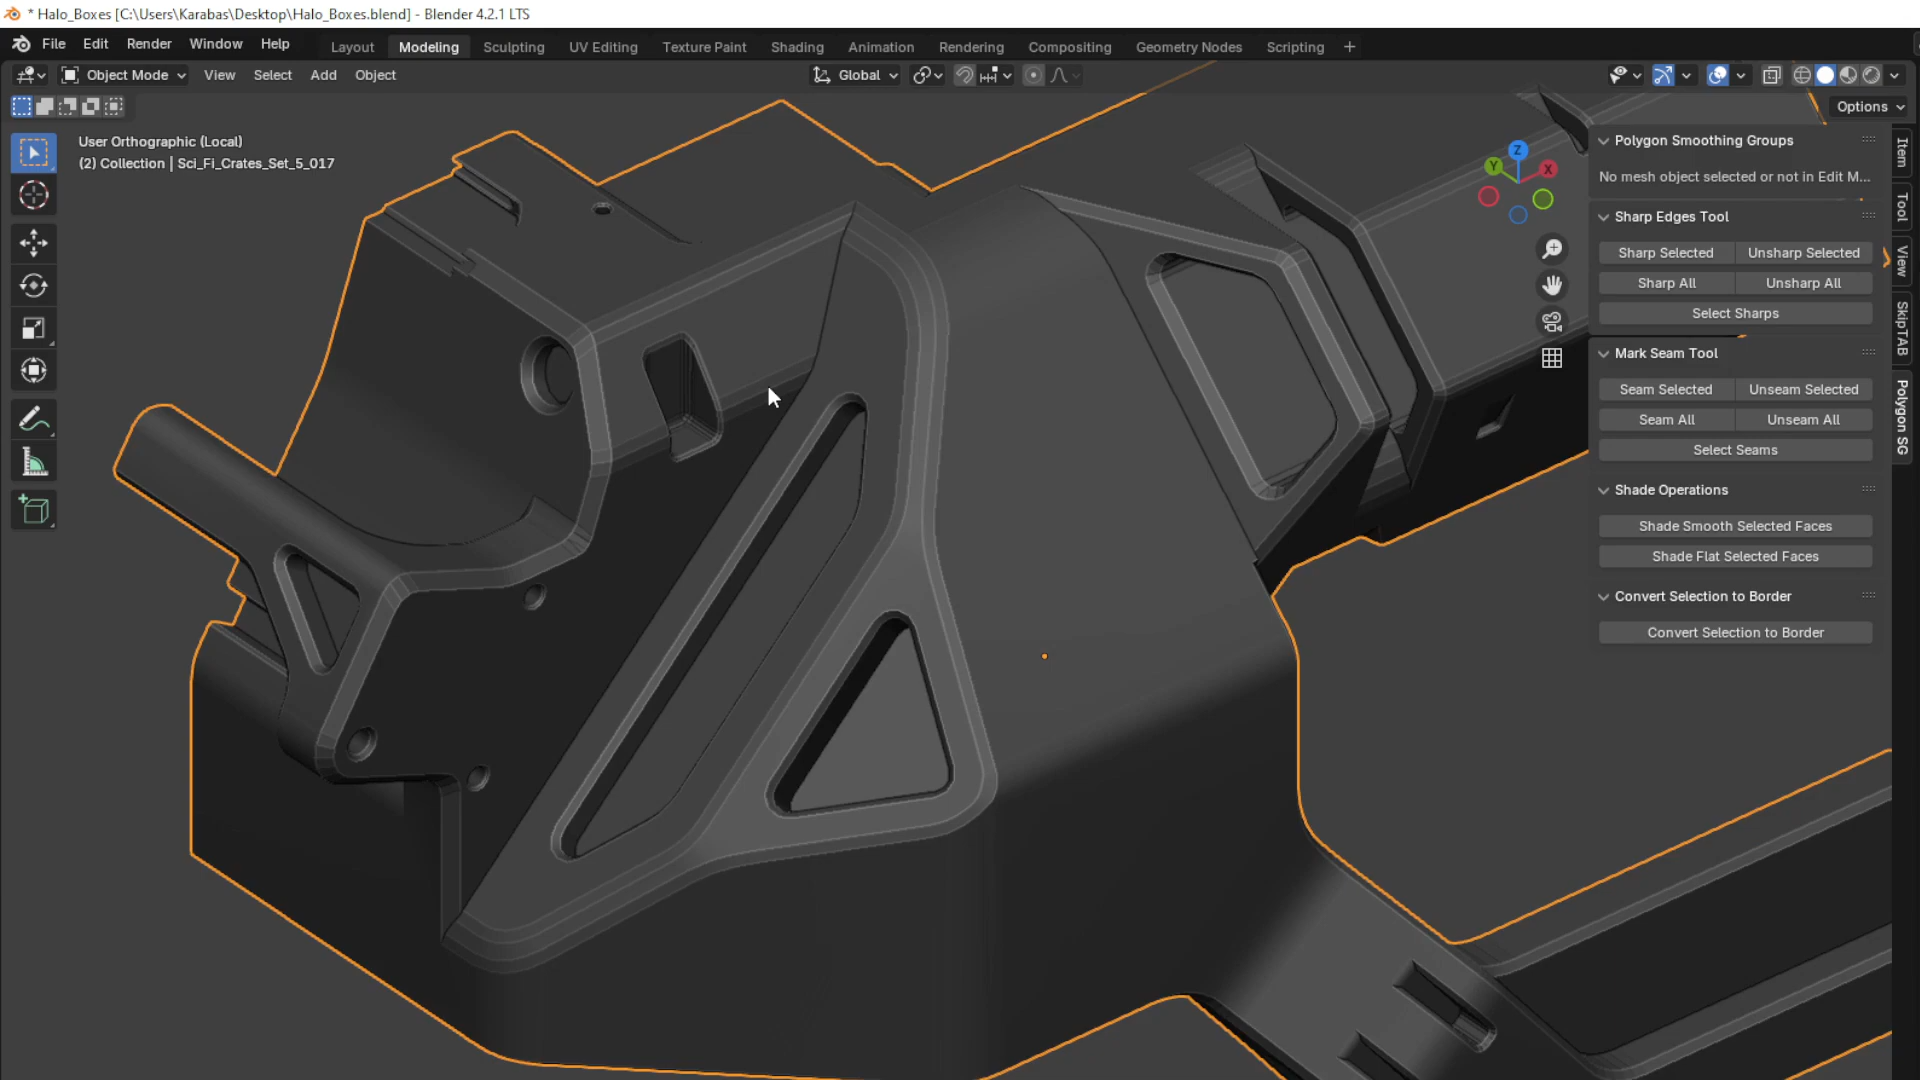 * Halo_Boxes [C:\Users\Karabas\Desktop\Halo_Boxes.blend] - Blender 4.2.1 LTS
File Edit Render Window Help Layout Modeling Sculpting UV Editing Texture Paint Shading Animation Rendering Compositing Geometry Nodes Scripting +
Object Mode View Select Add Object Global
Options
User Orthographic (Local)
(2) Collection | Sci_Fi_Crates_Set_5_017
Z
Y
X
Polygon Smoothing Groups
No mesh object selected or not in Edit M...
Sharp Edges Tool
Sharp Selected Unsharp Selected
Sharp All Unsharp All
Select Sharps
Mark Seam Tool
Seam Selected Unseam Selected
Seam All Unseam All
Select Seams
Shade Operations
Shade Smooth Selected Faces
Shade Flat Selected Faces
Convert Selection to Border
Convert Selection to Border
Item
Tool
View
SkipTAB
Polygon SG